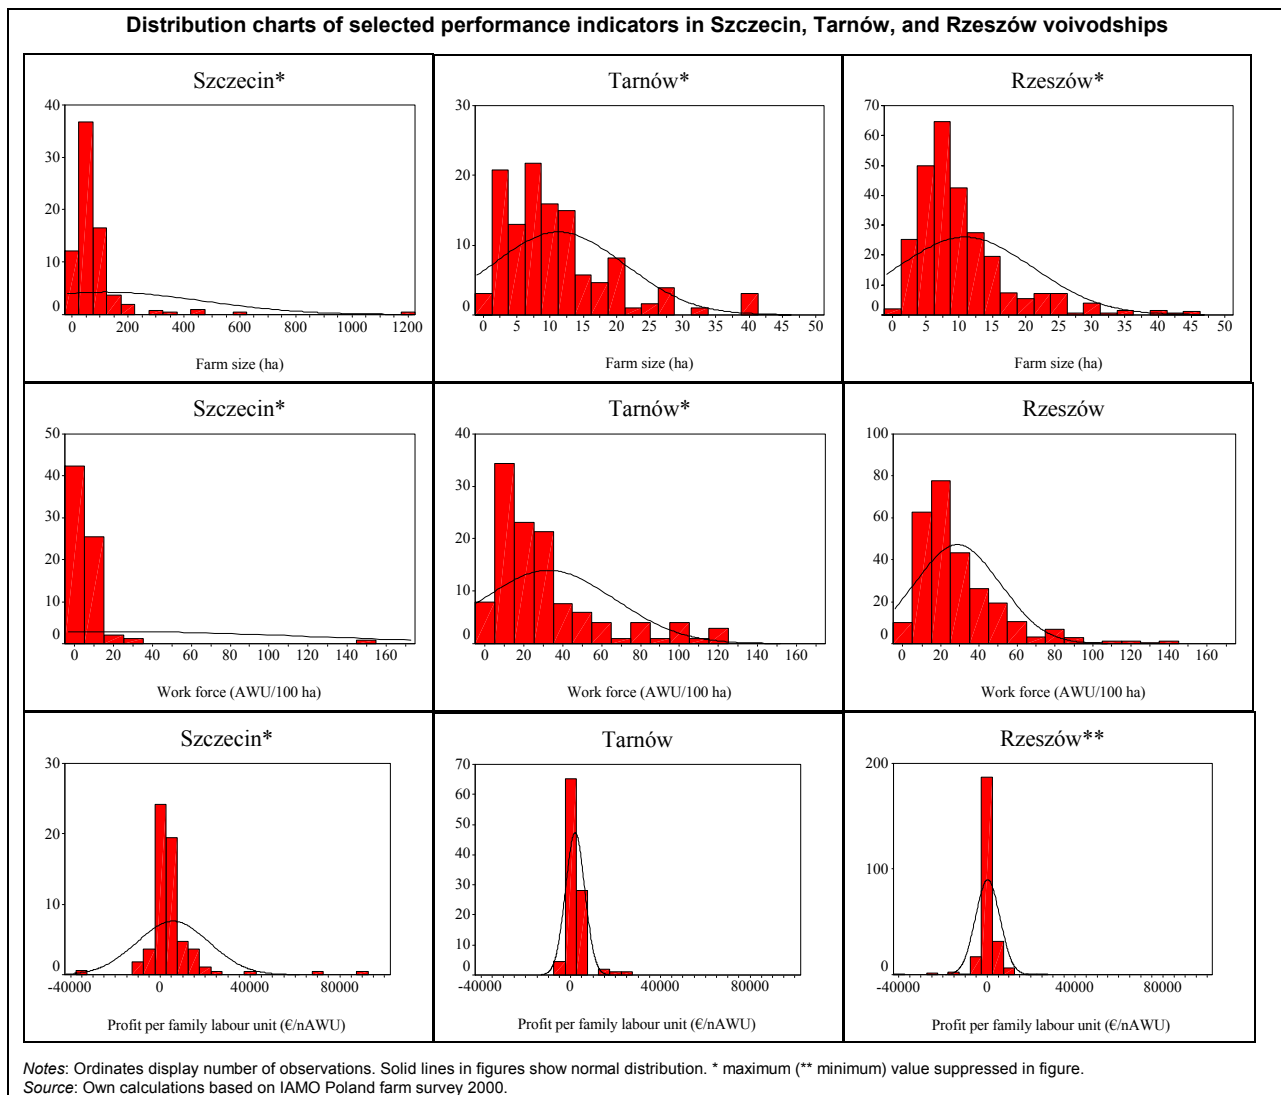 Distribution charts of selected performance indicators in Szczecin, Tarnów, and Rzeszów voivodships
Szczecin*
40
30
20
10
0
0 200 400 600 800 1000 1200
Farm size (ha)
Tarnów*
30
20
10
0
0 5 10 15 20 25 30 35 40 45 50
Farm size (ha)
Rzeszów*
70
60
50
40
30
20
10
0
0 5 10 15 20 25 30 35 40 45 50
Farm size (ha)
Szczecin*
50
40
30
20
10
0
0 20 40 60 80 100 120 140 160
Work force (AWU/100 ha)
Tarnów*
40
30
20
10
0
0 20 40 60 80 100 120 140 160
Work force (AWU/100 ha)
Rzeszów
100
80
60
40
20
0
0 20 40 60 80 100 120 140 160
Work force (AWU/100 ha)
Szczecin*
30
20
10
0
-40000 0 40000 80000
Profit per family labour unit (€/nAWU)
Tarnów
70
60
50
40
30
20
10
0
-40000 0 40000 80000
Profit per family labour unit (€/nAWU)
Rzeszów**
200
100
0
-40000 0 40000 80000
Profit per family labour unit (€/nAWU)
Notes: Ordinates display number of observations. Solid lines in figures show normal distribution. * maximum (** minimum) value suppressed in figure.
Source: Own calculations based on IAMO Poland farm survey 2000.